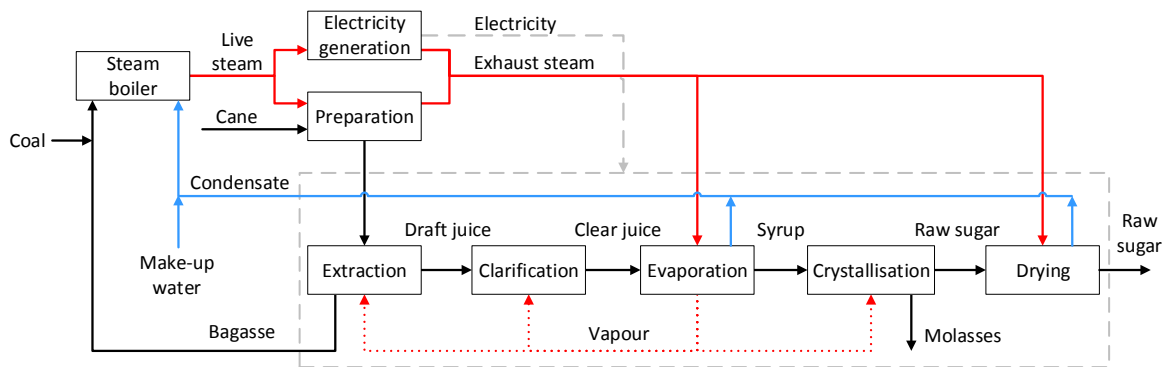 Electricity
generation
Electricity
Live
steam
Steam
boiler
Exhaust steam
Cane
Preparation
Coal
Condensate
Draft juice
Clear juice
Syrup
Raw sugar
Raw
sugar
Make-up
water
Extraction
Clarification
Evaporation
Crystallisation
Drying
Bagasse
Vapour
Molasses